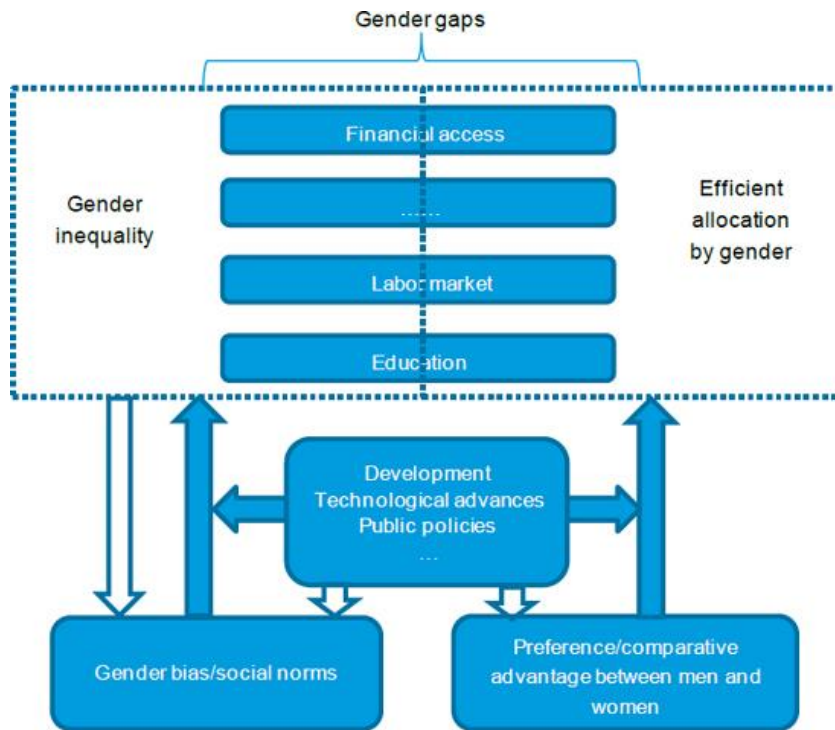 Gender gaps
Financial access
Gender
inequality
......
Efficient
allocation
by gender
Labor market
Education
Development
Technological advances
Public policies
...
Gender bias/social norms
Preference/comparative
advantage between men and
women